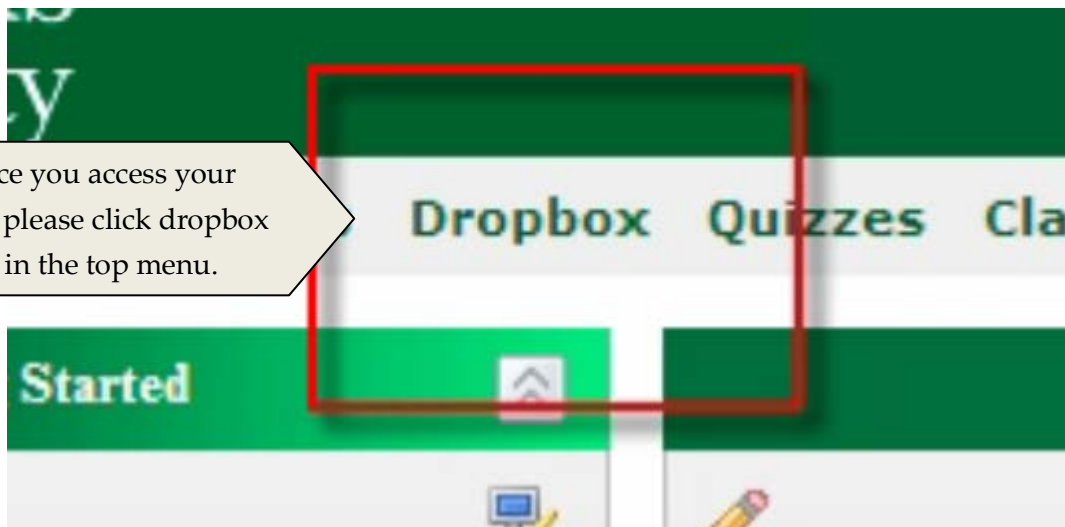 y
ce you access your
please click dropbox
in the top menu.
Dropbox Quizzes Cla
Started